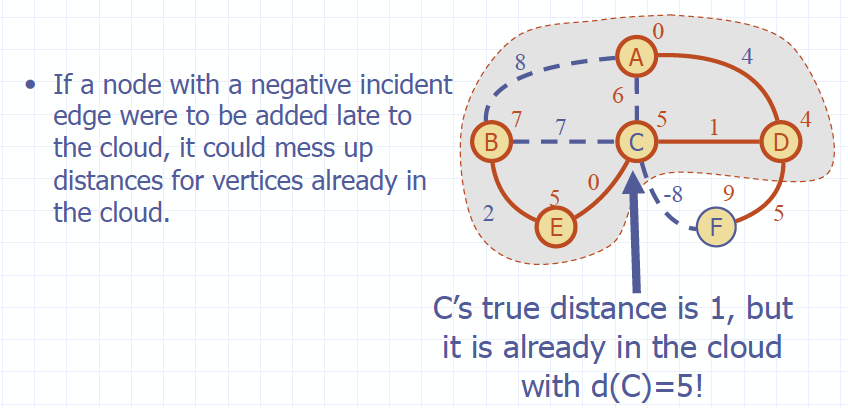 • If a node with a negative incident
edge were to be added late to
the cloud, it could mess up
distances for vertices already in
the cloud.
0
A
8
4
6
7
5
4
B
7
C
1
D
0
-8
9
2
5
E
F
5
C's true distance is 1, but
it is already in the cloud
with d(C)=5!